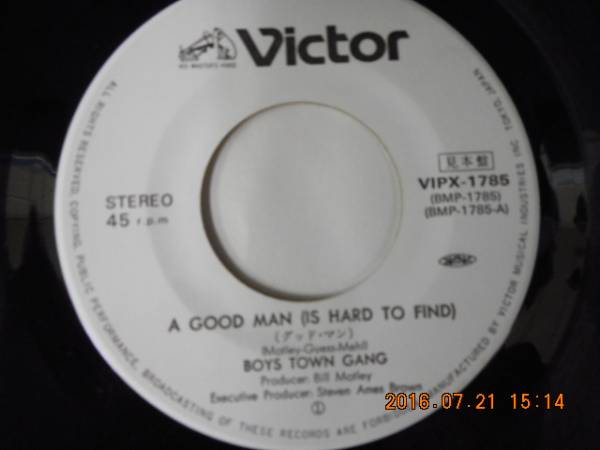 HIS MASTER'S VOICE
Victor
見本盤
STEREO
45 r.p.m
VIPX-1785
(BMP-1785)
(BMP-1785-A)
A GOOD MAN (IS HARD TO FIND)
(グッド・マン)
(Motley-Guess-Mehl)
BOYS TOWN GANG
Producer: Bill Motley
Executive Producer: Steven Ames Brown
①
ALL RIGHTS RESERVED. COPYING, PUBLIC PERFORMANCE, BROADCASTING OF THESE RECORDS ARE FORBIDDEN. MANUFACTURED BY VICTOR MUSICAL INDUSTRIES INC TOKYO, JAPAN
2016.07.21 15:14